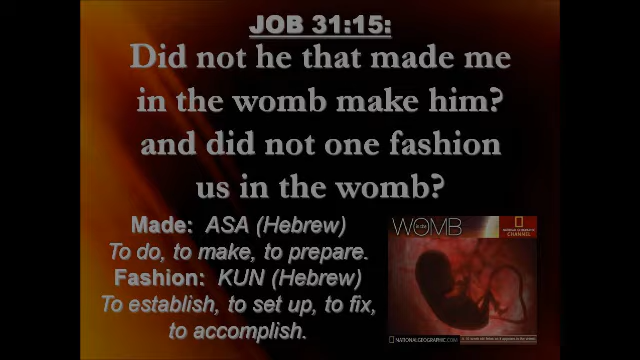 JOB 31:15:
Did not he that made me
in the womb make him?
and did not one fashion
us in the womb?
Made: ASA (Hebrew)
To do, to make, to prepare.
Fashion: KUN (Hebrew)
To establish, to set up, to fix,
to accomplish.
WOMB
NATIONAL GEOGRAPHIC
CHANNEL
NATIONALGEOGRAPHIC.COM